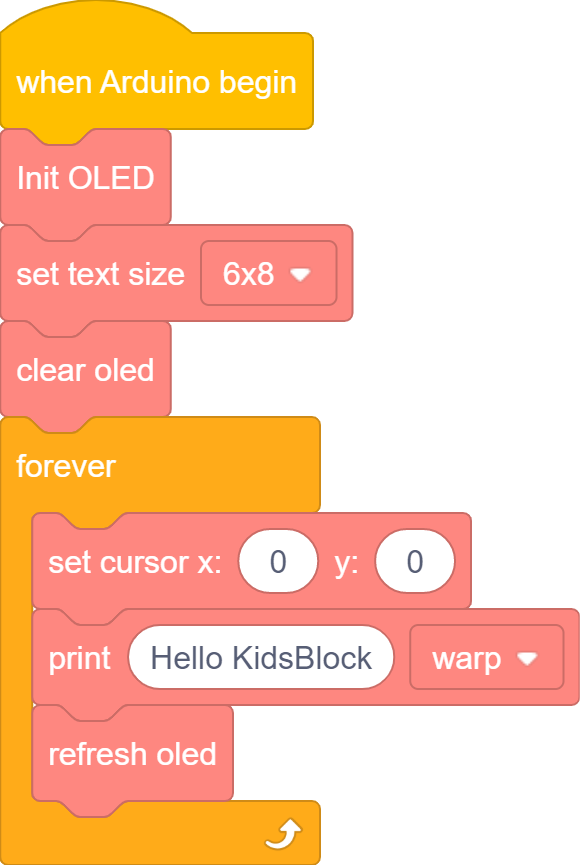 when Arduino begin
Init OLED
set text size 6x8
clear oled
forever
set cursor x: 0 y: 0
print Hello KidsBlock warp
refresh oled